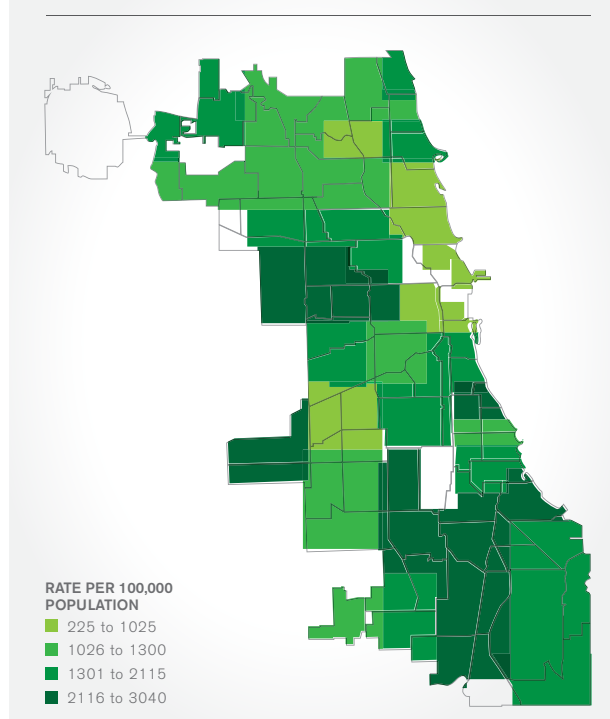 RATE PER 100,000
POPULATION
225 to 1025
1026 to 1300
1301 to 2115
2116 to 3040